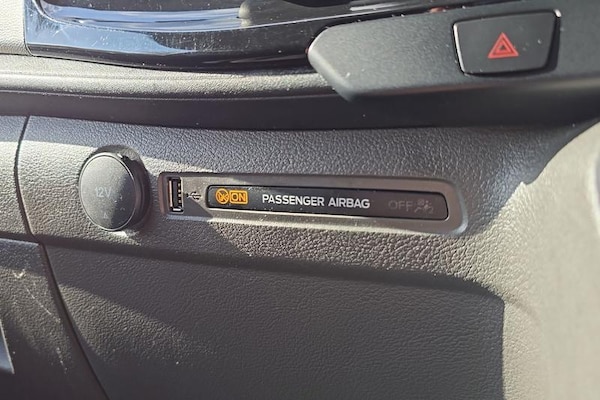 12V
ON PASSENGER AIRBAG OFF